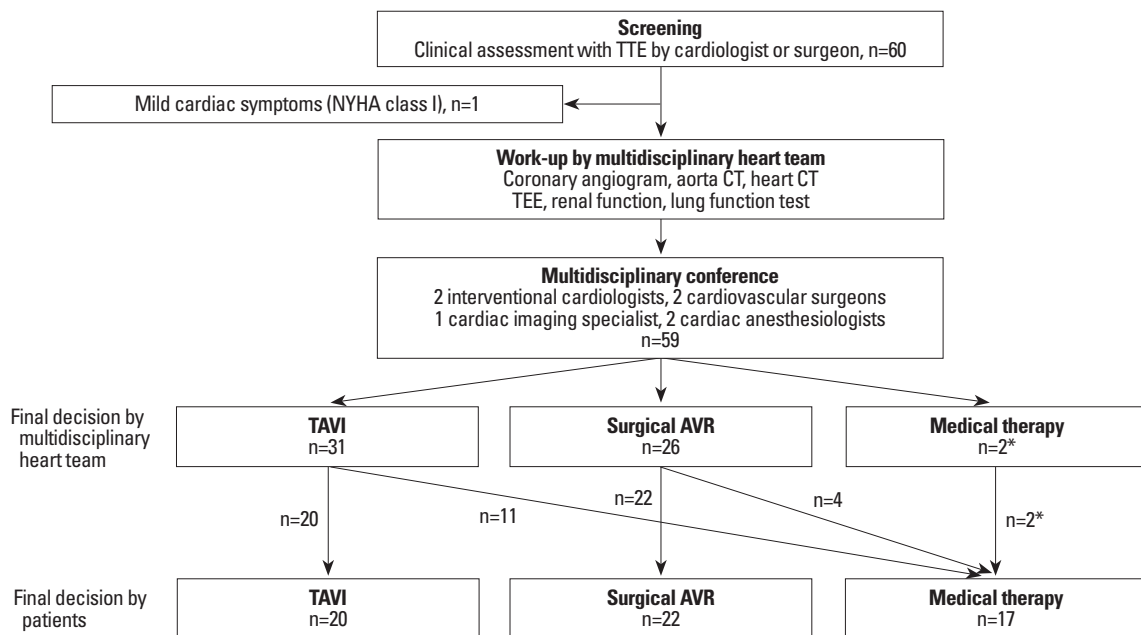 Screening
Clinical assessment with TTE by cardiologist or surgeon, n=60
Mild cardiac symptoms (NYHA class I), n=1
Work-up by multidisciplinary heart team
Coronary angiogram, aorta CT, heart CT
TEE, renal function, lung function test
Multidisciplinary conference
2 interventional cardiologists, 2 cardiovascular surgeons
1 cardiac imaging specialist, 2 cardiac anesthesiologists
n=59
Final decision by
multidisciplinary
heart team
TAVI
n=31
Surgical AVR
n=26
Medical therapy
n=2*
n=20
n=11
n=22
n=4
n=2*
Final decision by
patients
TAVI
n=20
Surgical AVR
n=22
Medical therapy
n=17